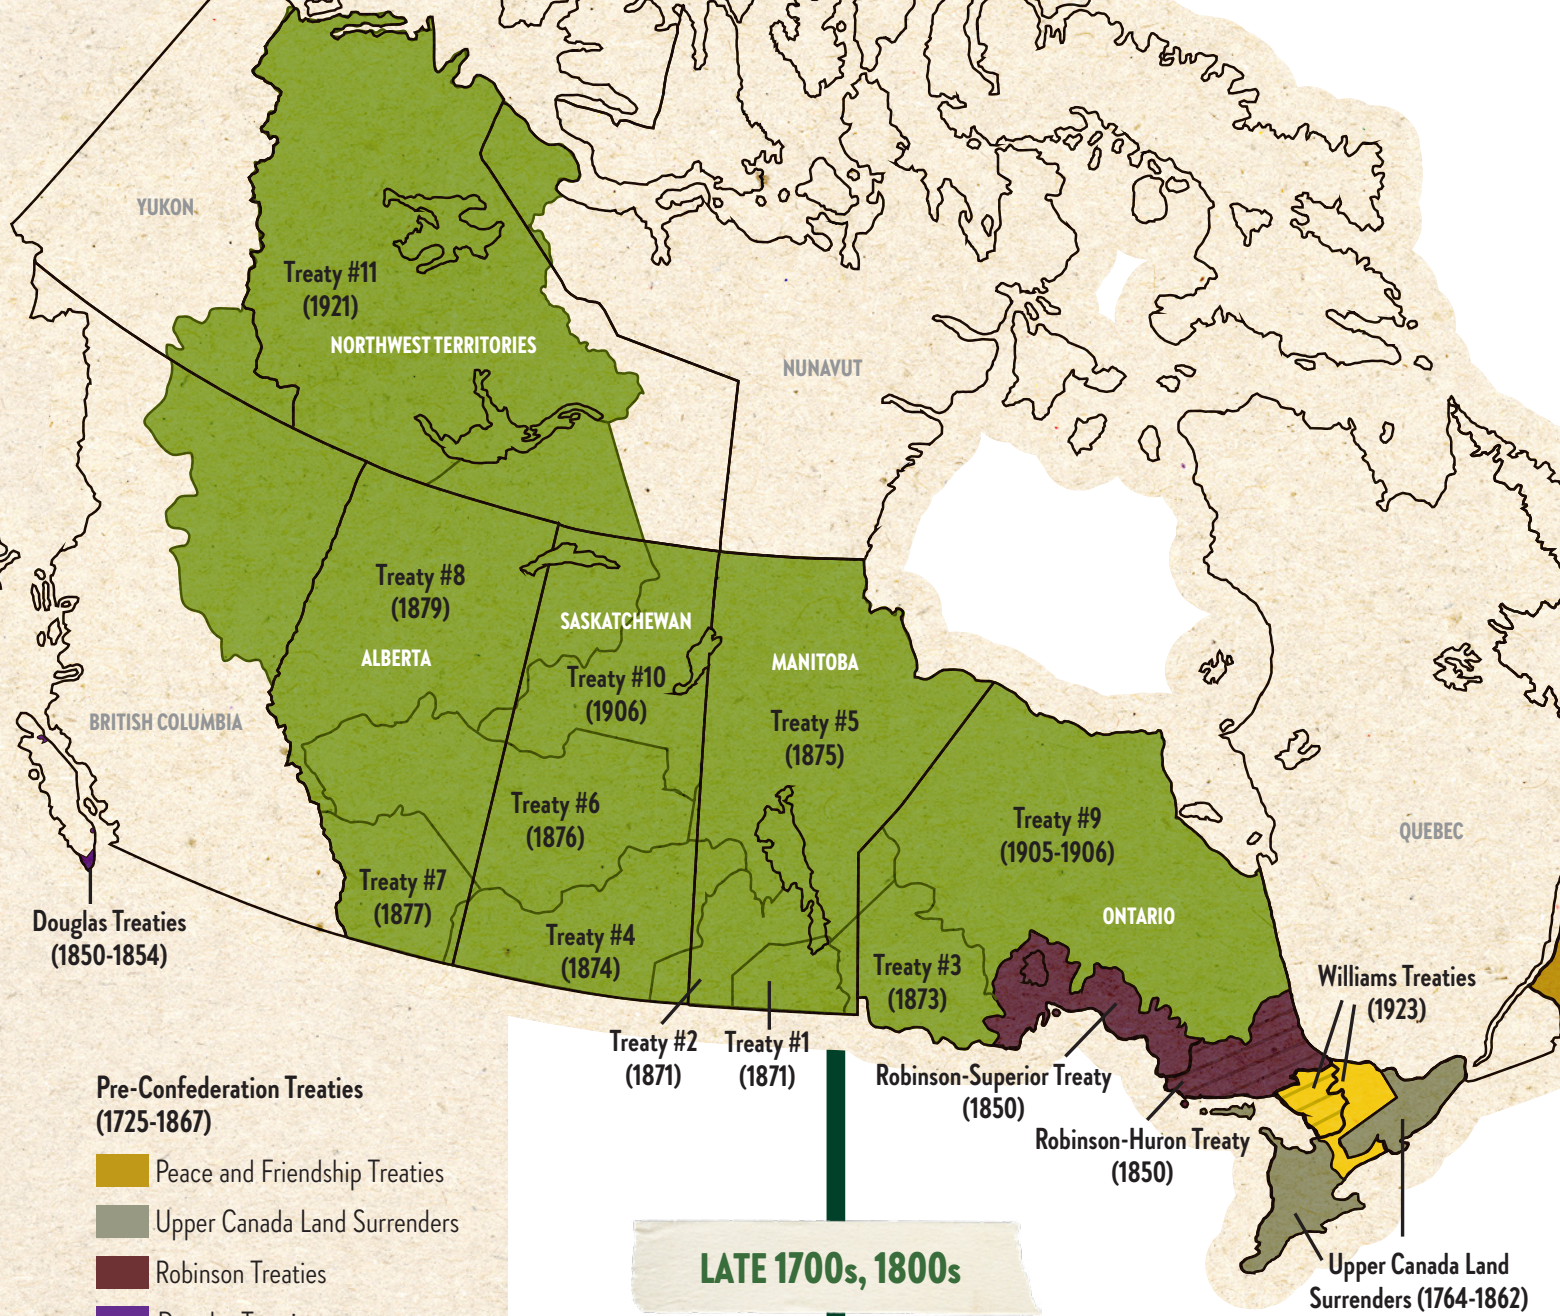 YUKON
Treaty #11
(1921)
NORTHWEST TERRITORIES
NUNAVUT
Treaty #8
(1879)
ALBERTA
SASKATCHEWAN
Treaty #10
(1906)
MANITOBA
Treaty #5
(1875)
BRITISH COLUMBIA
Treaty #6
(1876)
Treaty #9
(1905-1906)
QUEBEC
Treaty #7
(1877)
ONTARIO
Douglas Treaties
(1850-1854)
Treaty #4
(1874)
Treaty #3
(1873)
Williams Treaties
(1923)
Treaty #2
(1871)
Treaty #1
(1871)
Robinson-Superior Treaty
(1850)
Robinson-Huron Treaty
(1850)
Pre-Confederation Treaties
(1725-1867)
Peace and Friendship Treaties
Upper Canada Land Surrenders
Robinson Treaties
LATE 1700s, 1800s
Upper Canada Land
Surrenders (1764-1862)